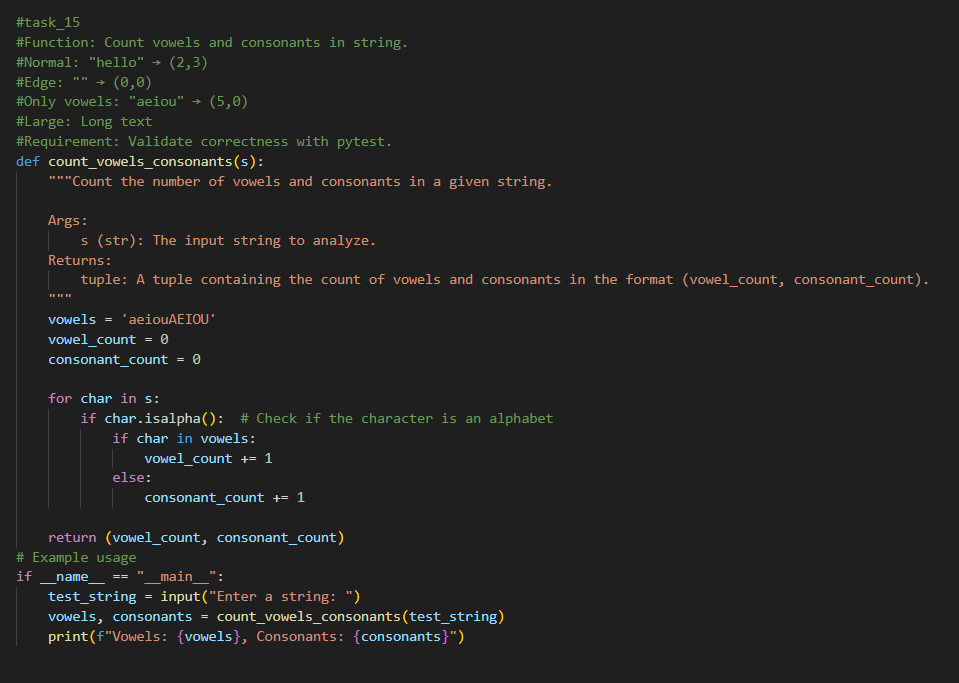 #task_15
#Function: Count vowels and consonants in string.
#Normal: "hello" → (2,3)
#Edge: "" → (0,0)
#Only vowels: "aeiou" → (5,0)
#Large: Long text
#Requirement: Validate correctness with pytest.
def count_vowels_consonants(s):
    """Count the number of vowels and consonants in a given string.

    Args:
        s (str): The input string to analyze.
    Returns:
        tuple: A tuple containing the count of vowels and consonants in the format (vowel_count, consonant_count).
    """
    vowels = 'aeiouAEIOU'
    vowel_count = 0
    consonant_count = 0

    for char in s:
        if char.isalpha():  # Check if the character is an alphabet
            if char in vowels:
                vowel_count += 1
            else:
                consonant_count += 1

    return (vowel_count, consonant_count)
# Example usage
if __name__ == "__main__":
    test_string = input("Enter a string: ")
    vowels, consonants = count_vowels_consonants(test_string)
    print(f"Vowels: {vowels}, Consonants: {consonants}")